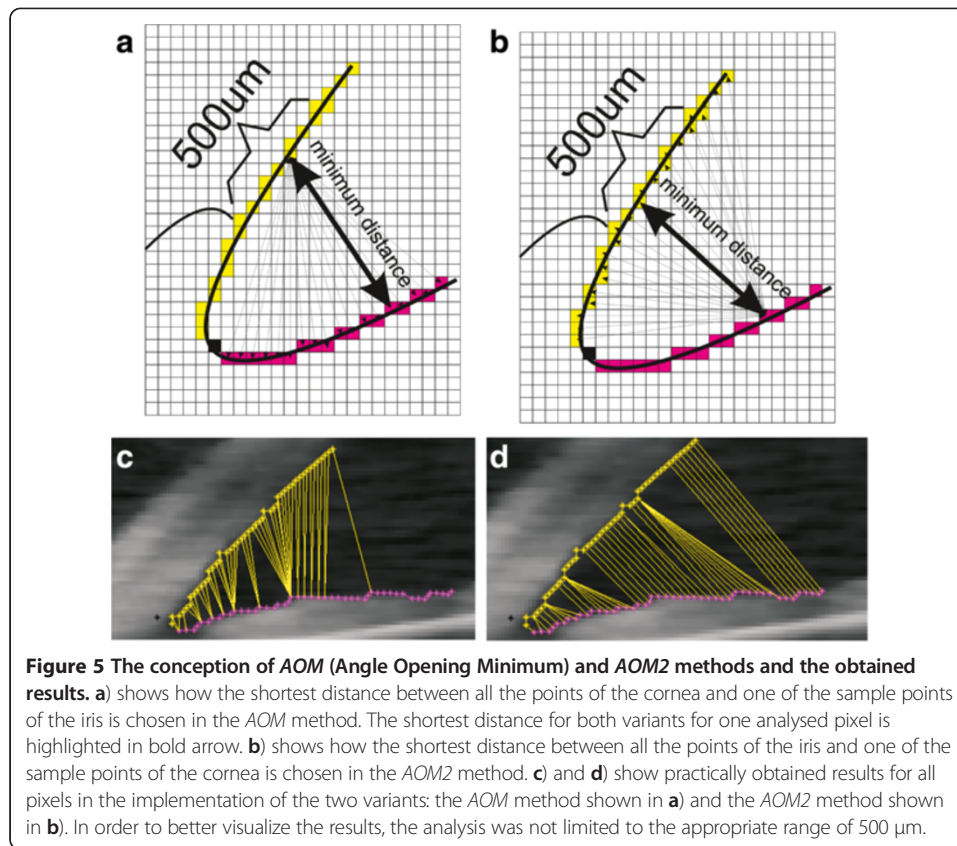 a
500µm
minimum distance
b
500µm
minimum distance
c
d
Figure 5 The conception of AOM (Angle Opening Minimum) and AOM2 methods and the obtained
results. a) shows how the shortest distance between all the points of the cornea and one of the sample points
of the iris is chosen in the AOM method. The shortest distance for both variants for one analysed pixel is
highlighted in bold arrow. b) shows how the shortest distance between all the points of the iris and one of the
sample points of the cornea is chosen in the AOM2 method. c) and d) show practically obtained results for all
pixels in the implementation of the two variants: the AOM method shown in a) and the AOM2 method shown
in b). In order to better visualize the results, the analysis was not limited to the appropriate range of 500 μm.